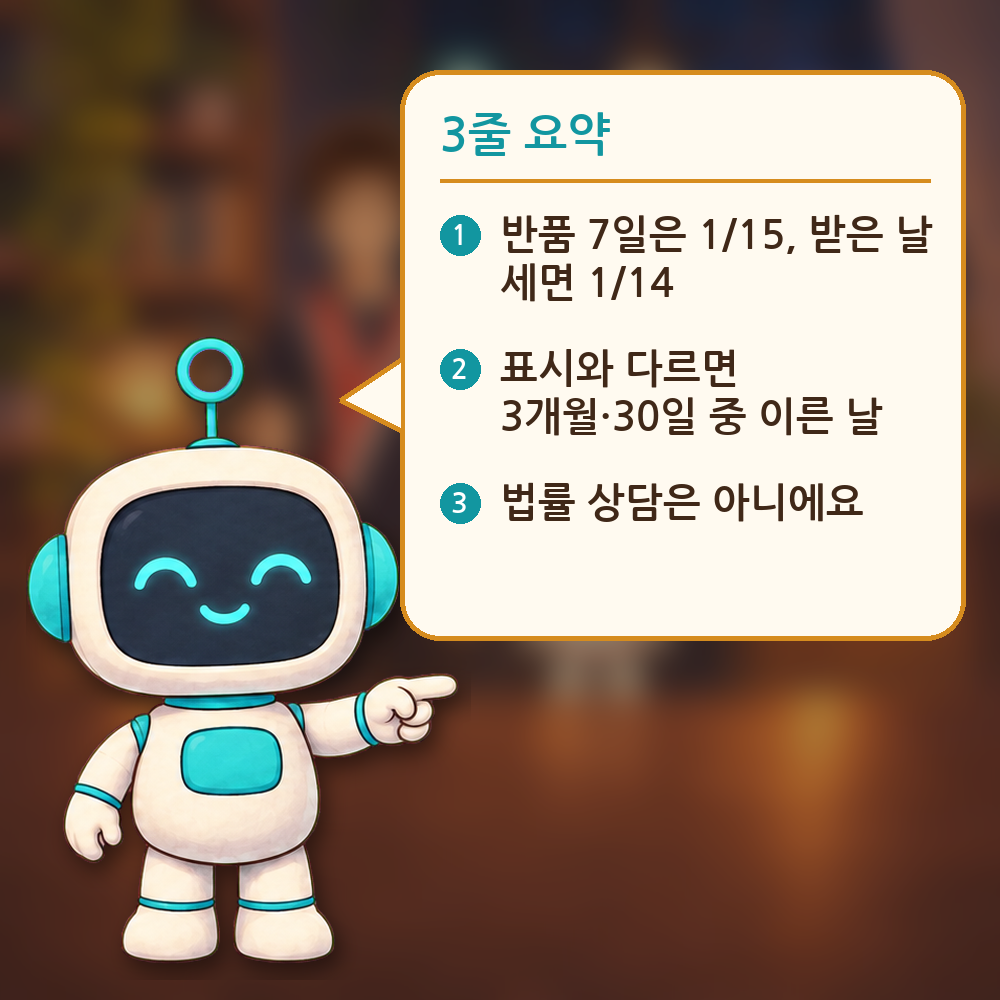 3줄 요약
1 반품 7일은 1/15, 받은 날
세면 1/14
2 표시와 다르면
3개월·30일 중 이른 날
3 법률 상담은 아니에요